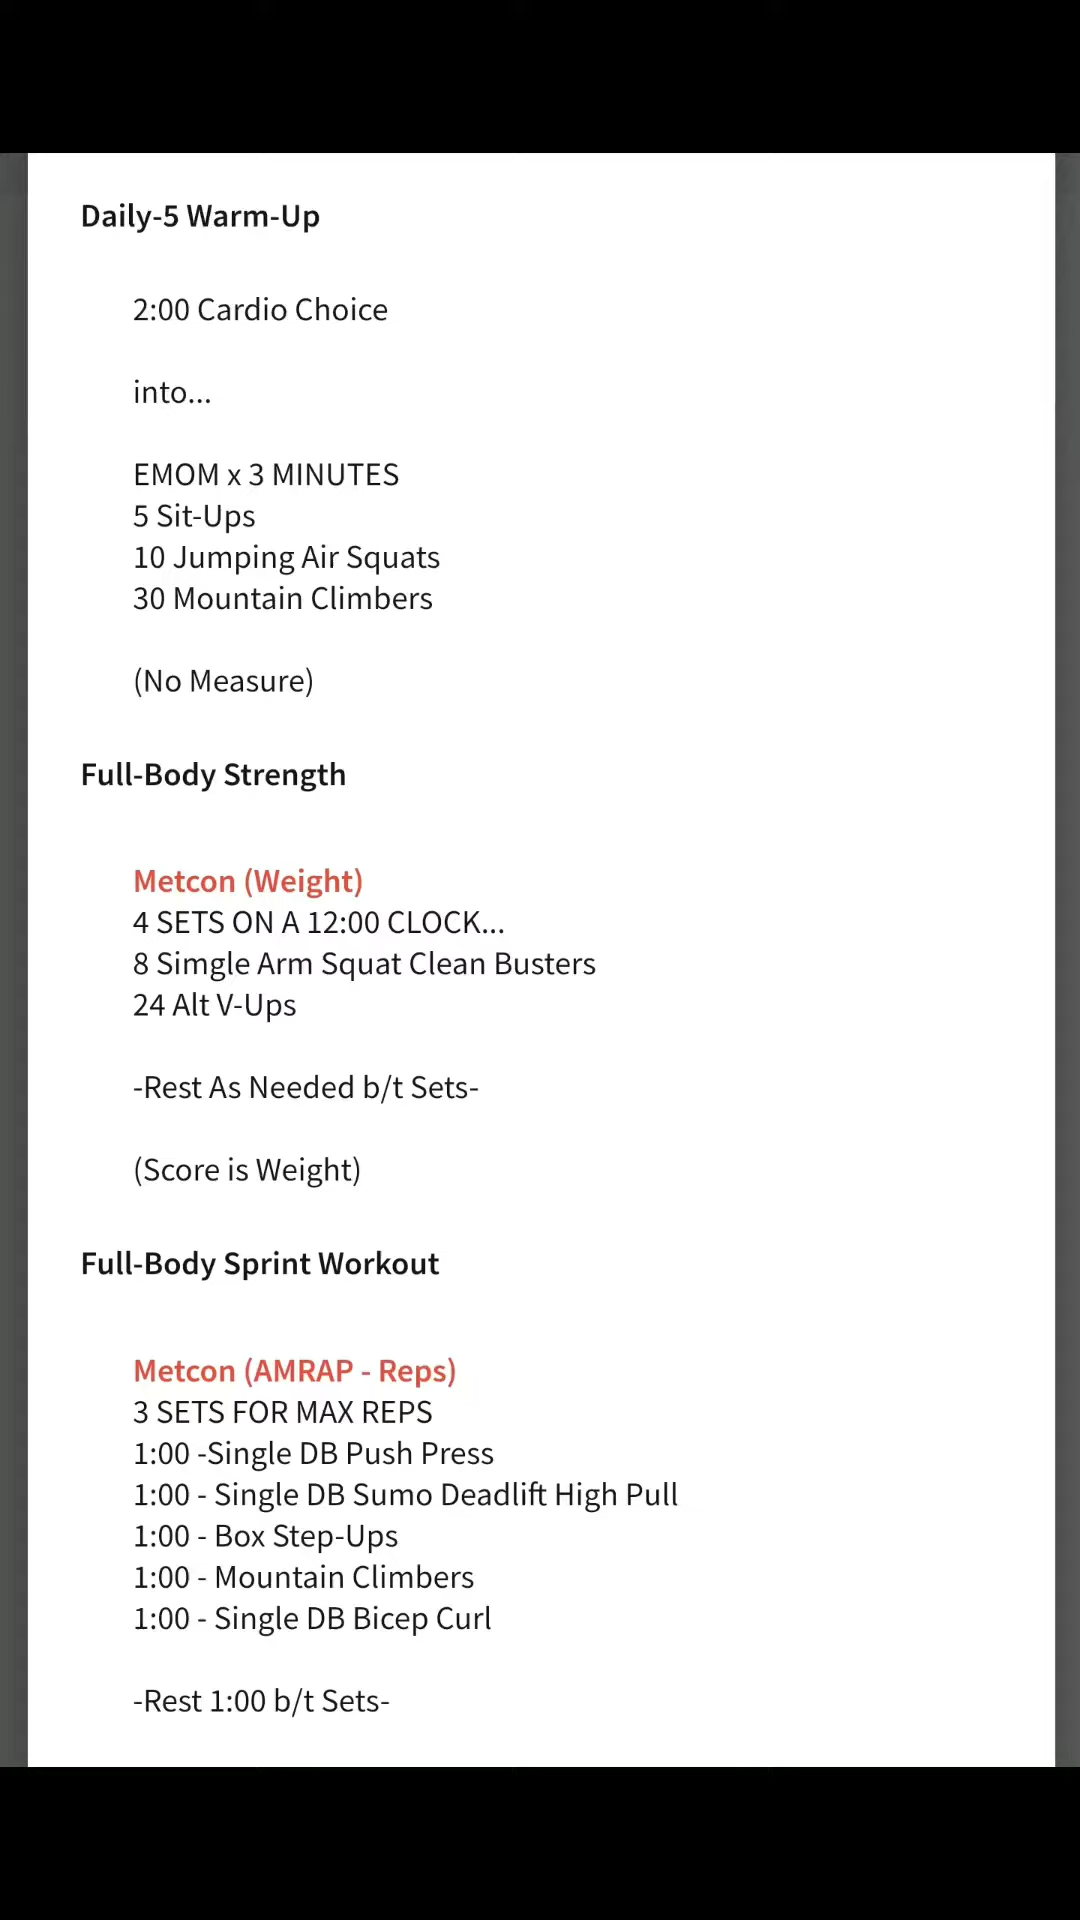 Daily-5 Warm-Up
2:00 Cardio Choice
into...
EMOM x 3 MINUTES
5 Sit-Ups
10 Jumping Air Squats
30 Mountain Climbers
(No Measure)
Full-Body Strength
Metcon (Weight)
4 SETS ON A 12:00 CLOCK...
8 Simgle Arm Squat Clean Busters
24 Alt V-Ups
-Rest As Needed b/t Sets-
(Score is Weight)
Full-Body Sprint Workout
Metcon (AMRAP - Reps)
3 SETS FOR MAX REPS
1:00 -Single DB Push Press
1:00 - Single DB Sumo Deadlift High Pull
1:00 - Box Step-Ups
1:00 - Mountain Climbers
1:00 - Single DB Bicep Curl
-Rest 1:00 b/t Sets-